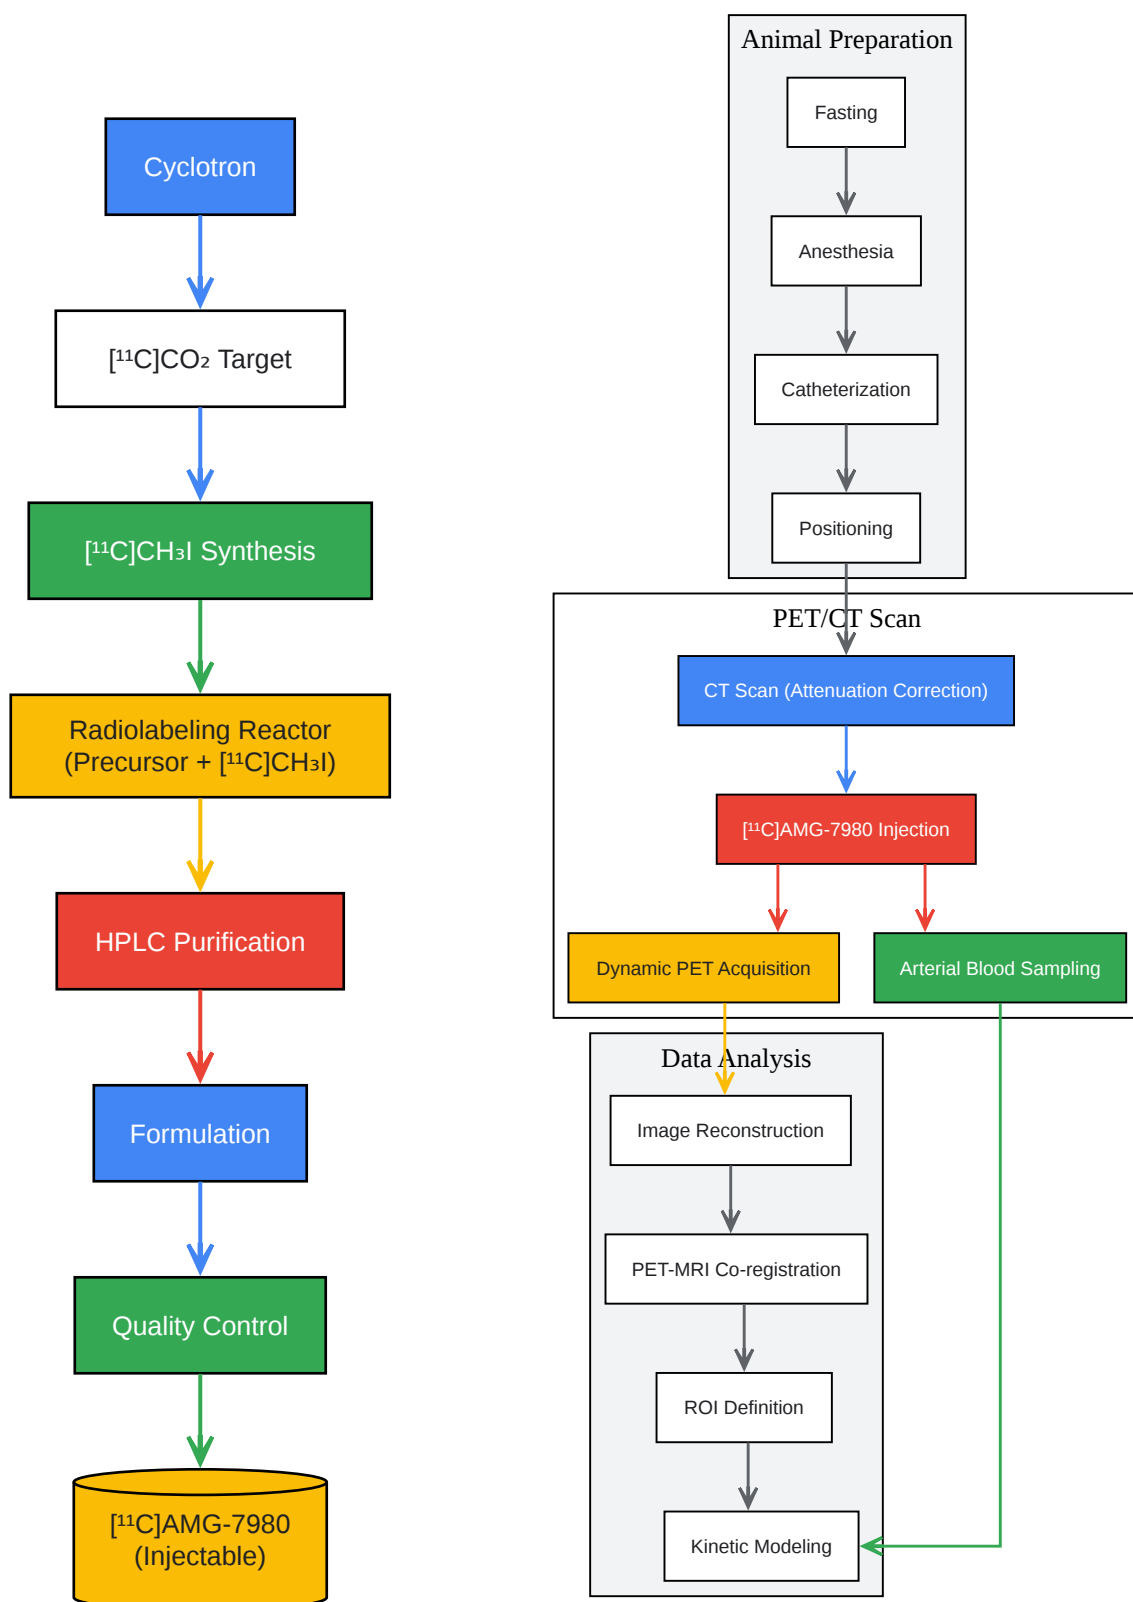 Cyclotron
[¹¹C]CO₂ Target
[¹¹C]CH₃I Synthesis
Radiolabeling Reactor
(Precursor + [¹¹C]CH₃I)
HPLC Purification
Formulation
Quality Control
[¹¹C]AMG-7980
(Injectable)
Animal Preparation
Fasting
Anesthesia
Catheterization
Positioning
PET/CT Scan
CT Scan (Attenuation Correction)
[¹¹C]AMG-7980 Injection
Dynamic PET Acquisition
Arterial Blood Sampling
Data Analysis
Image Reconstruction
PET-MRI Co-registration
ROI Definition
Kinetic Modeling